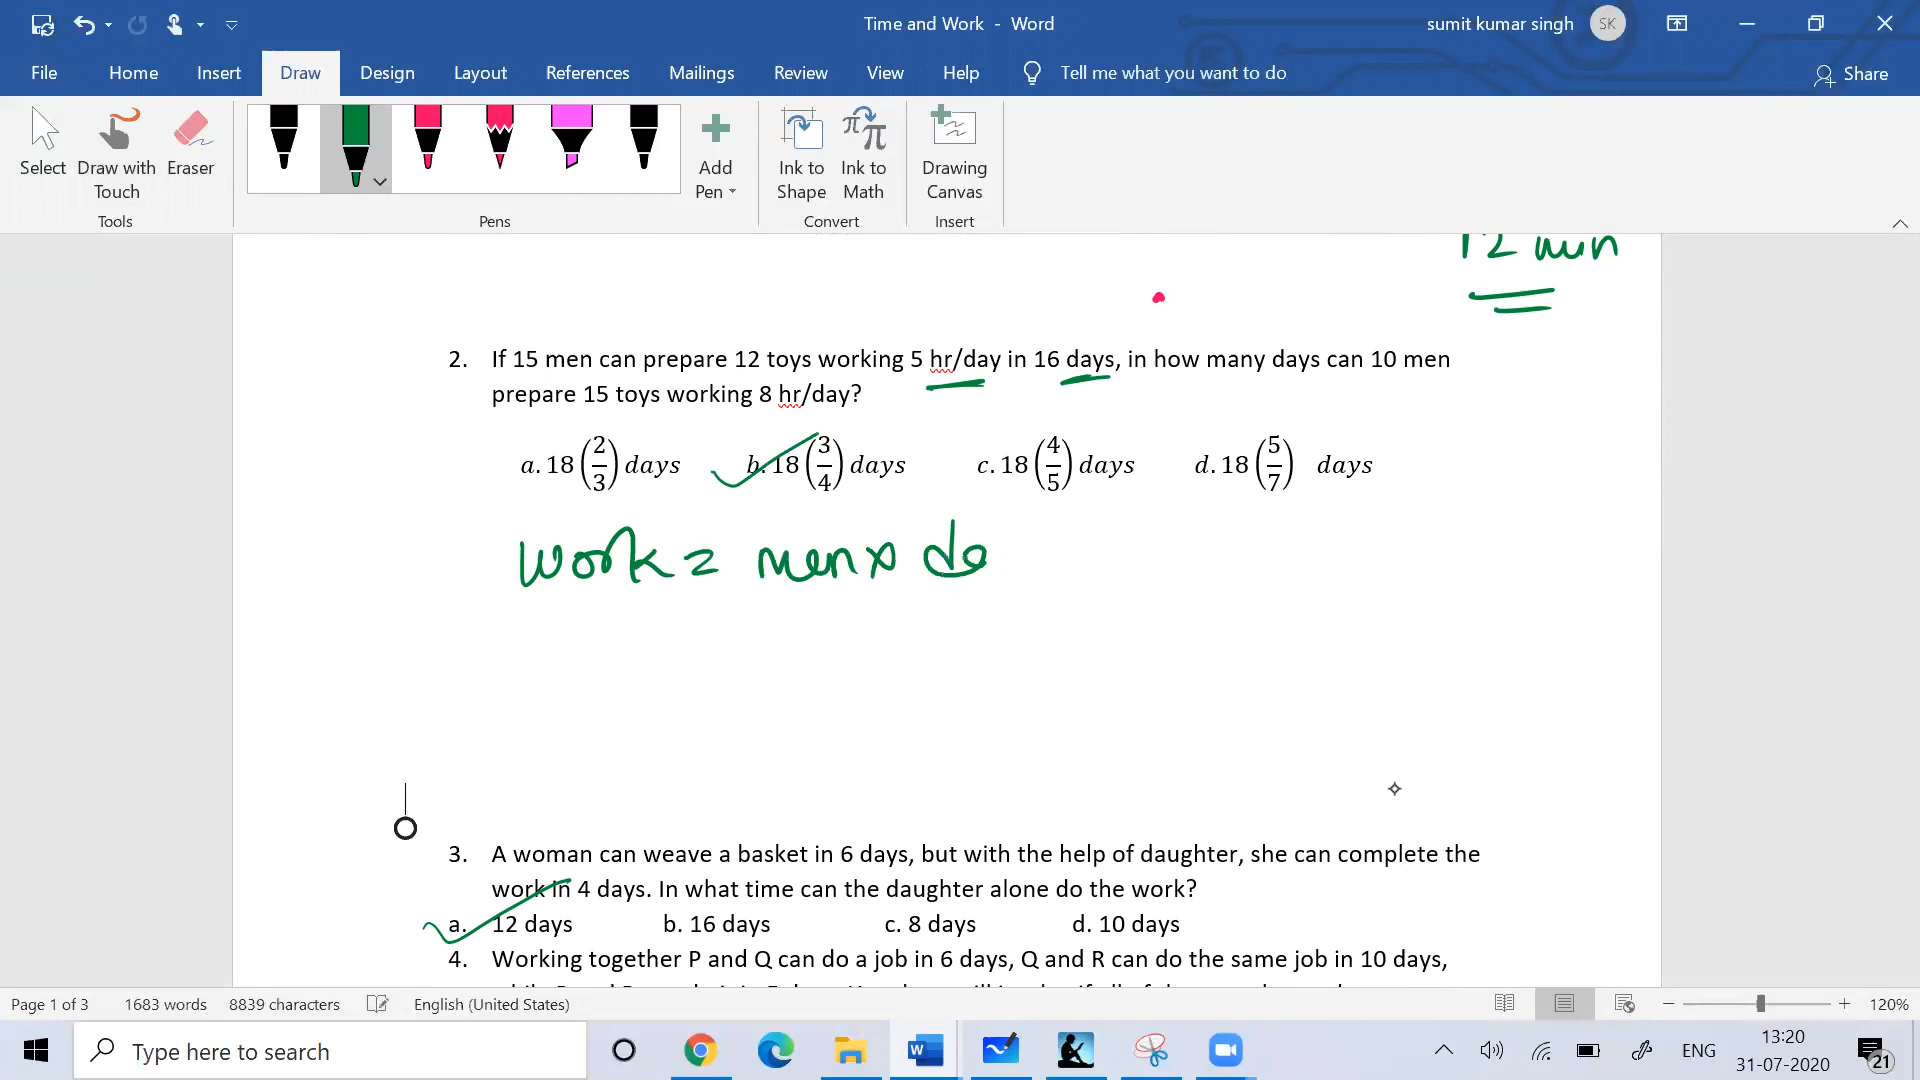 Time and Work - Word
sumit kumar singh
SK
File Home Insert Draw Design Layout References Mailings Review View Help Tell me what you want to do Share
Select Draw with Touch Eraser Add Pen Ink to Shape Ink to Math Drawing Canvas
Tools Pens Convert Insert
12 min
2. If 15 men can prepare 12 toys working 5 hr/day in 16 days, in how many days can 10 men
prepare 15 toys working 8 hr/day?
a. 18 (2/3) days b. 18 (3/4) days c. 18 (4/5) days d. 18 (5/7) days
work = men x da
3. A woman can weave a basket in 6 days, but with the help of daughter, she can complete the
work in 4 days. In what time can the daughter alone do the work?
a. 12 days b. 16 days c. 8 days d. 10 days
4. Working together P and Q can do a job in 6 days, Q and R can do the same job in 10 days,
Page 1 of 3 1683 words 8839 characters English (United States) 120%
Type here to search
ENG
13:20
31-07-2020
21